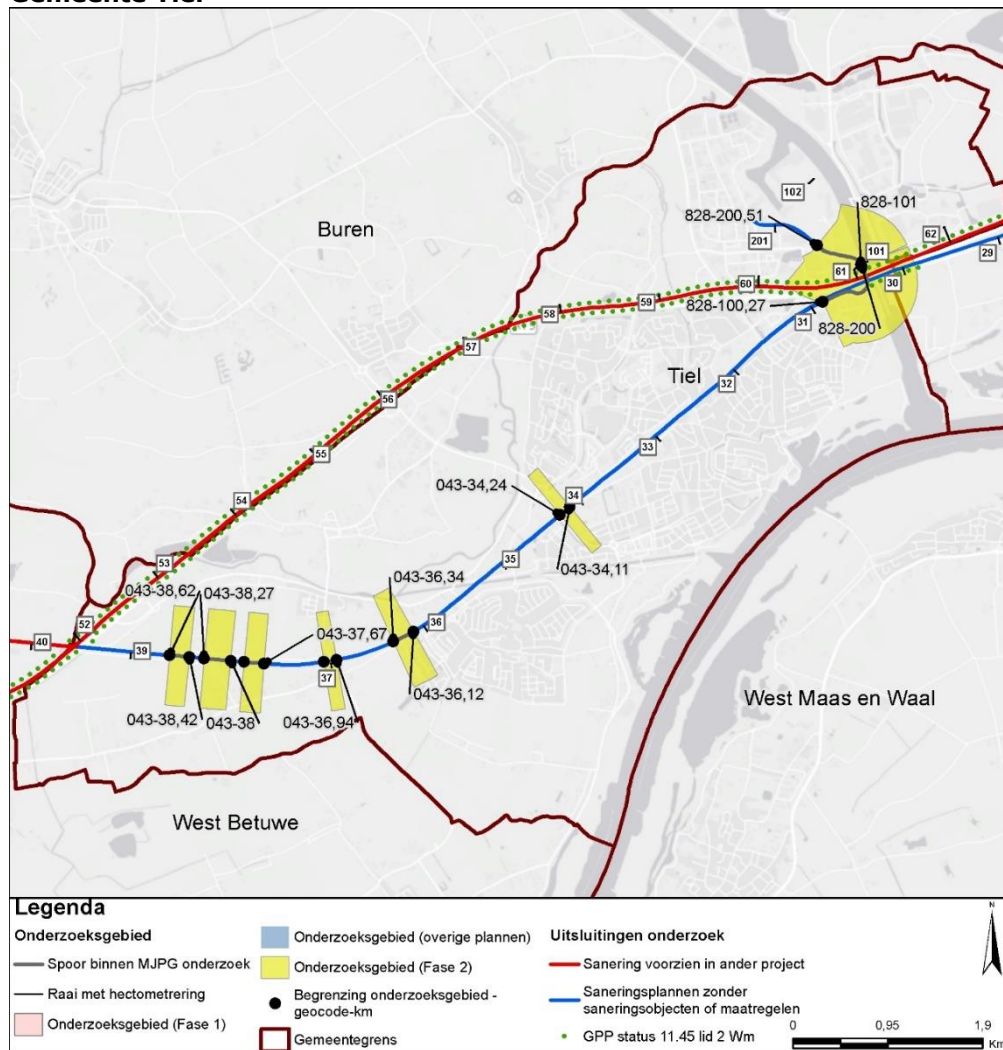 Gemeente Tiel
Buren
102
828-101
828-200,51
201
101
62
29
61
30
60
59
58
828-100,27
31
828-200
57
Tiel
32
56
33
55
54
043-34,24
34
53
35
043-34,11
043-38,62
043-38,27
043-36,34
52
043-37,67
36
40
39
37
043-36,12
043-38,42
043-38
043-36,94
West Maas en Waal
West Betuwe
Legenda
Onderzoeksgebied
Spoor binnen MJPG onderzoek
Raai met hectometrering
Onderzoeksgebied (Fase 1)
Onderzoeksgebied (overige plannen)
Onderzoeksgebied (Fase 2)
Begrenzing onderzoeksgebied -
geocode-km
Gemeentegrens
Uitsluitingen onderzoek
Sanering voorzien in ander project
Saneringsplannen zonder
saneringsobjecten of maatregelen
GPP status 11.45 lid 2 Wm
N
0 0,95 1,9
Km